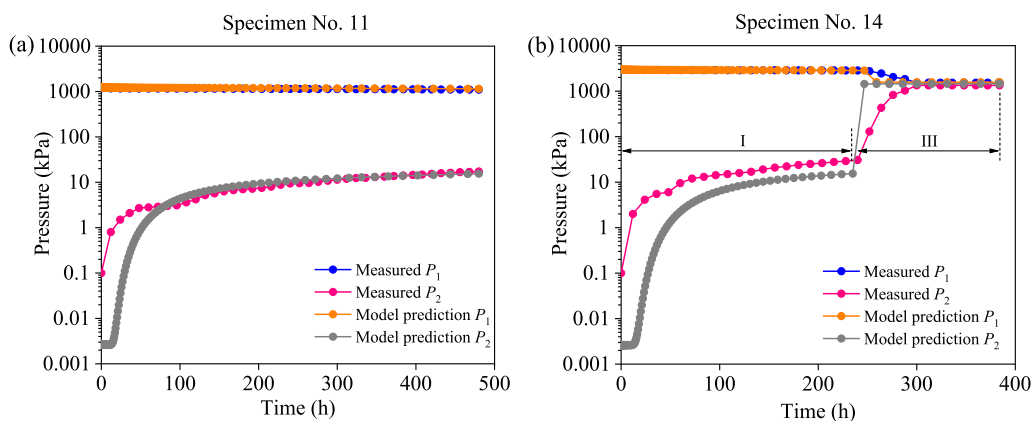 Specimen No. 11
(a)
Pressure (kPa)
10000
1000
100
10
1
0.1
0.01
0.001
0
100
200
300
400
500
Time (h)
Measured P1
Measured P2
Model prediction P1
Model prediction P2
Specimen No. 14
(b)
Pressure (kPa)
10000
1000
100
10
1
0.1
0.01
0.001
0
100
200
300
400
Time (h)
I
III
Measured P1
Measured P2
Model prediction P1
Model prediction P2